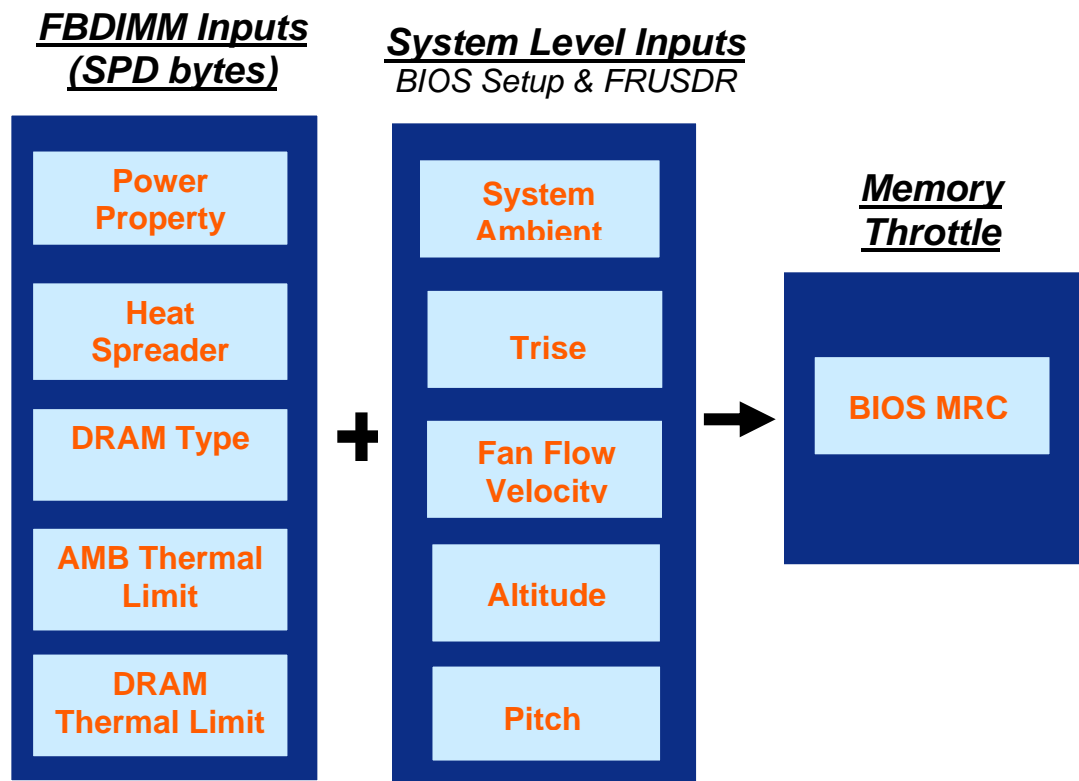 FBDIMM Inputs
(SPD bytes)
Power
Property
Heat
Spreader
DRAM Type
AMB Thermal
Limit
DRAM
Thermal Limit
+
System Level Inputs
BIOS Setup & FRUSDR
System
Ambient
Trise
Fan Flow
Velocity
Altitude
Pitch
Memory
Throttle
BIOS MRC